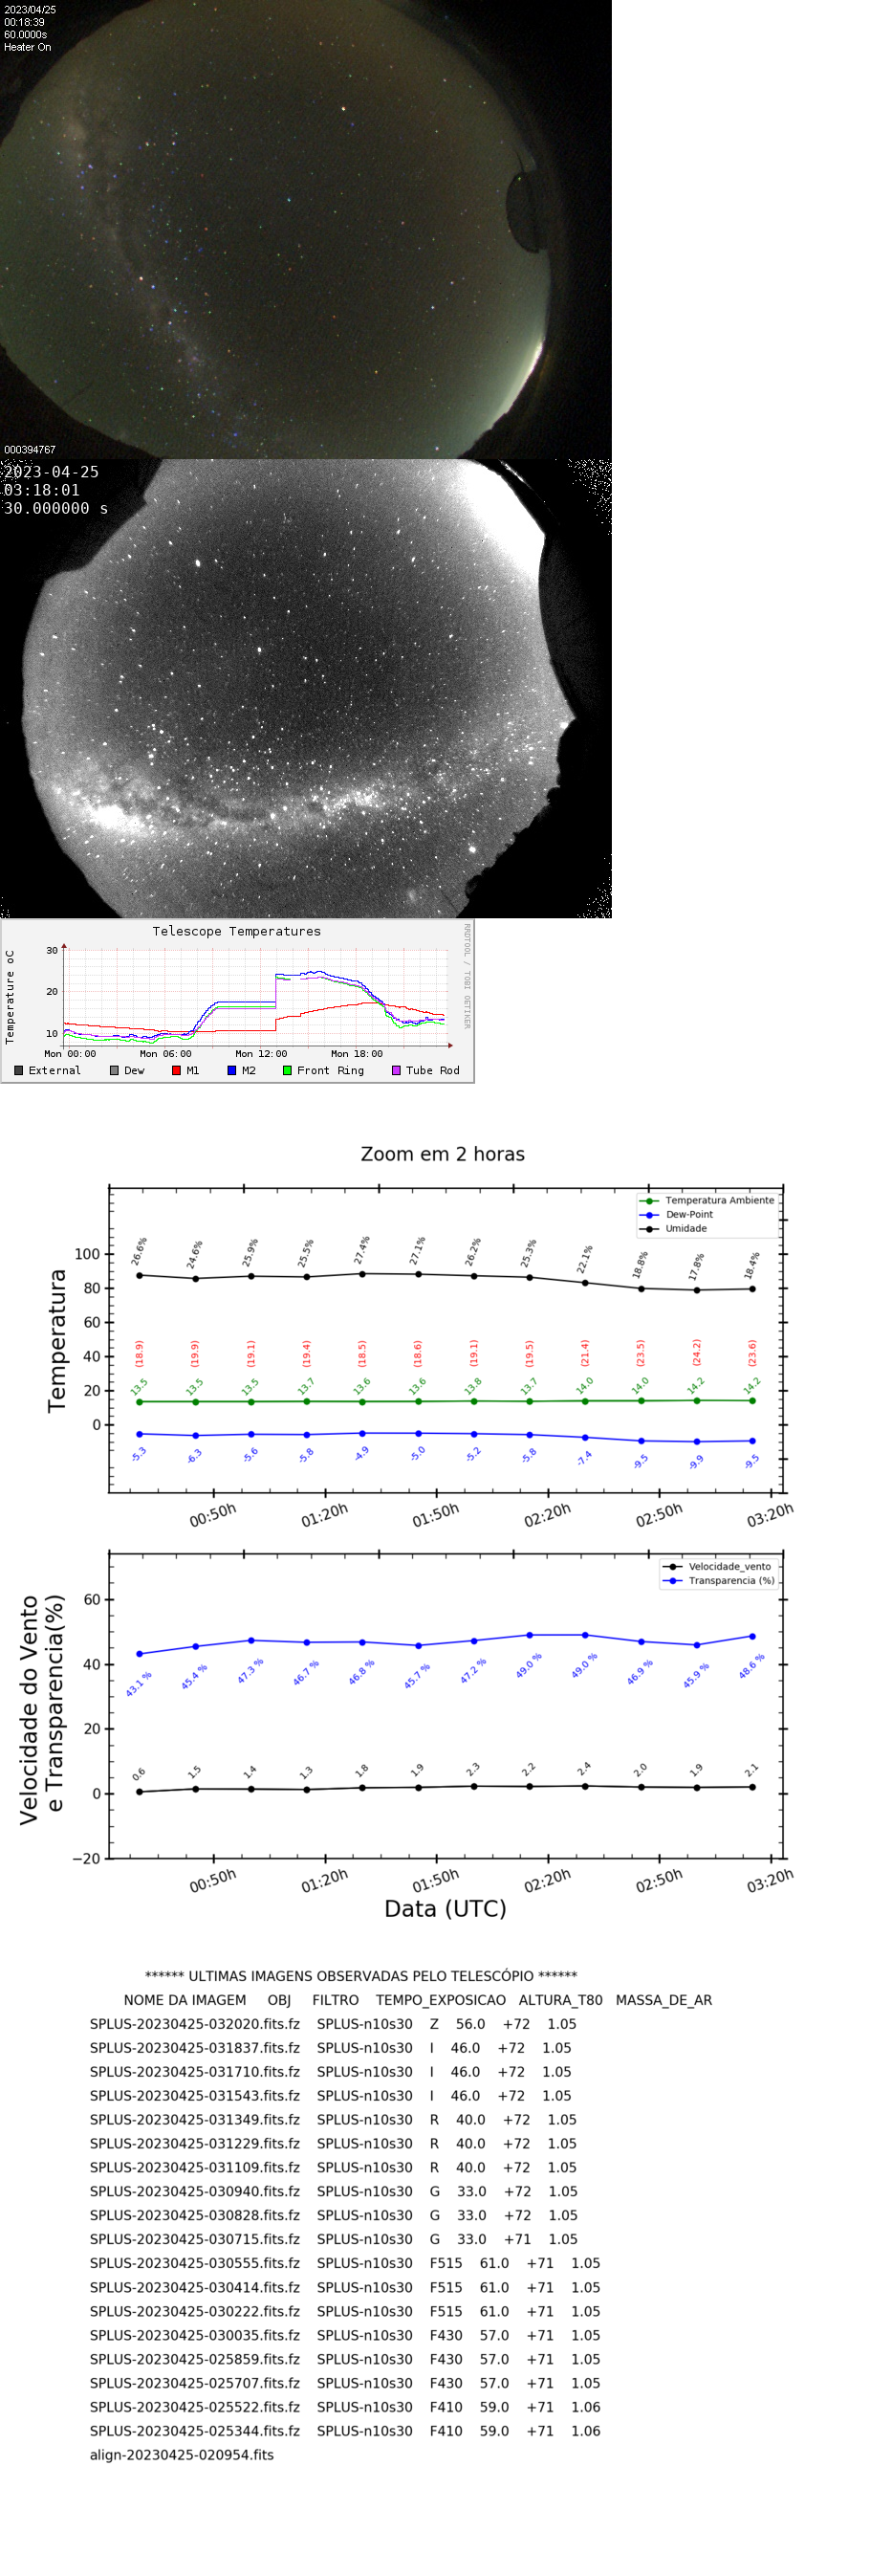 2023/04/25
00:18:39
60.0000s
Heater On
000394767
2023-04-25
03:18:01
30.000000 s
Telescope Temperatures
RRDTOOL / TOBI OETIKER
Temperature oC
30
20
10
Mon 00:00 Mon 06:00 Mon 12:00 Mon 18:00
External Dew M1 M2 Front Ring Tube Rod
Zoom em 2 horas
Temperatura Ambiente
Dew-Point
Umidade
Temperatura
100
80
60
40
20
0
26.6% 24.6% 25.9% 25.5% 27.4% 27.1% 26.2% 25.3% 22.1% 18.8% 17.8% 18.4%
(18.9) (19.9) (19.1) (19.4) (18.5) (18.6) (19.1) (19.5) (21.4) (23.5) (24.2) (23.6)
13.5 13.5 13.5 13.7 13.6 13.6 13.8 13.7 14.0 14.0 14.2 14.2
-5.3 -6.3 -5.6 -5.8 -4.9 -5.0 -5.2 -5.8 -7.4 -9.5 -9.9 -9.5
00:50h 01:20h 01:50h 02:20h 02:50h 03:20h
Velocidade_vento
Transparencia (%)
Velocidade do Vento
e Transparencia(%)
60
40
20
0
−20
43.1 % 45.4 % 47.3 % 46.7 % 46.8 % 45.7 % 47.2 % 49.0 % 49.0 % 46.9 % 45.9 % 48.6 %
0.6 1.5 1.4 1.3 1.8 1.9 2.3 2.2 2.4 2.0 1.9 2.1
00:50h 01:20h 01:50h 02:20h 02:50h 03:20h
Data (UTC)
****** ULTIMAS IMAGENS OBSERVADAS PELO TELESCÓPIO ******
NOME DA IMAGEM OBJ FILTRO TEMPO_EXPOSICAO ALTURA_T80 MASSA_DE_AR
SPLUS-20230425-032020.fits.fz SPLUS-n10s30 Z 56.0 +72 1.05
SPLUS-20230425-031837.fits.fz SPLUS-n10s30 I 46.0 +72 1.05
SPLUS-20230425-031710.fits.fz SPLUS-n10s30 I 46.0 +72 1.05
SPLUS-20230425-031543.fits.fz SPLUS-n10s30 I 46.0 +72 1.05
SPLUS-20230425-031349.fits.fz SPLUS-n10s30 R 40.0 +72 1.05
SPLUS-20230425-031229.fits.fz SPLUS-n10s30 R 40.0 +72 1.05
SPLUS-20230425-031109.fits.fz SPLUS-n10s30 R 40.0 +72 1.05
SPLUS-20230425-030940.fits.fz SPLUS-n10s30 G 33.0 +72 1.05
SPLUS-20230425-030828.fits.fz SPLUS-n10s30 G 33.0 +72 1.05
SPLUS-20230425-030715.fits.fz SPLUS-n10s30 G 33.0 +71 1.05
SPLUS-20230425-030555.fits.fz SPLUS-n10s30 F515 61.0 +71 1.05
SPLUS-20230425-030414.fits.fz SPLUS-n10s30 F515 61.0 +71 1.05
SPLUS-20230425-030222.fits.fz SPLUS-n10s30 F515 61.0 +71 1.05
SPLUS-20230425-030035.fits.fz SPLUS-n10s30 F430 57.0 +71 1.05
SPLUS-20230425-025859.fits.fz SPLUS-n10s30 F430 57.0 +71 1.05
SPLUS-20230425-025707.fits.fz SPLUS-n10s30 F430 57.0 +71 1.05
SPLUS-20230425-025522.fits.fz SPLUS-n10s30 F410 59.0 +71 1.06
SPLUS-20230425-025344.fits.fz SPLUS-n10s30 F410 59.0 +71 1.06
align-20230425-020954.fits